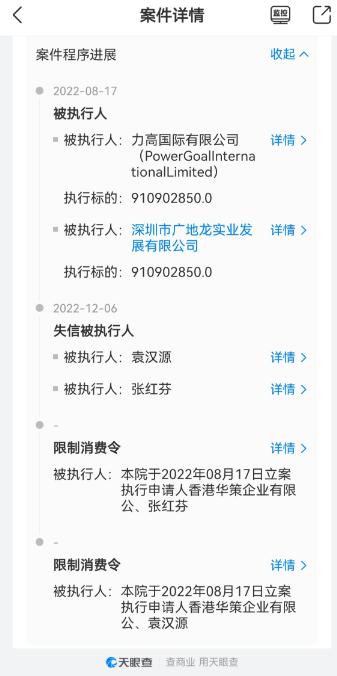 案件详情
监控
案件程序进展
收起
2022-08-17
被执行人
被执行人： 力高国际有限公司 详情
（PowerGoalInterna
tionalLimited）
执行标的： 910902850.0
被执行人： 深圳市广地龙实业发 详情
展有限公司
执行标的： 910902850.0
2022-12-06
失信被执行人
被执行人： 袁汉源 详情
被执行人： 张红芬 详情
-
限制消费令 详情
被执行人： 本院于2022年08月17日立案
执行申请人香港华策企业有限
公、张红芬
-
限制消费令 详情
被执行人： 本院于2022年08月17日立案
执行申请人香港华策企业有限
公、袁汉源
天眼查 查商业 用天眼查